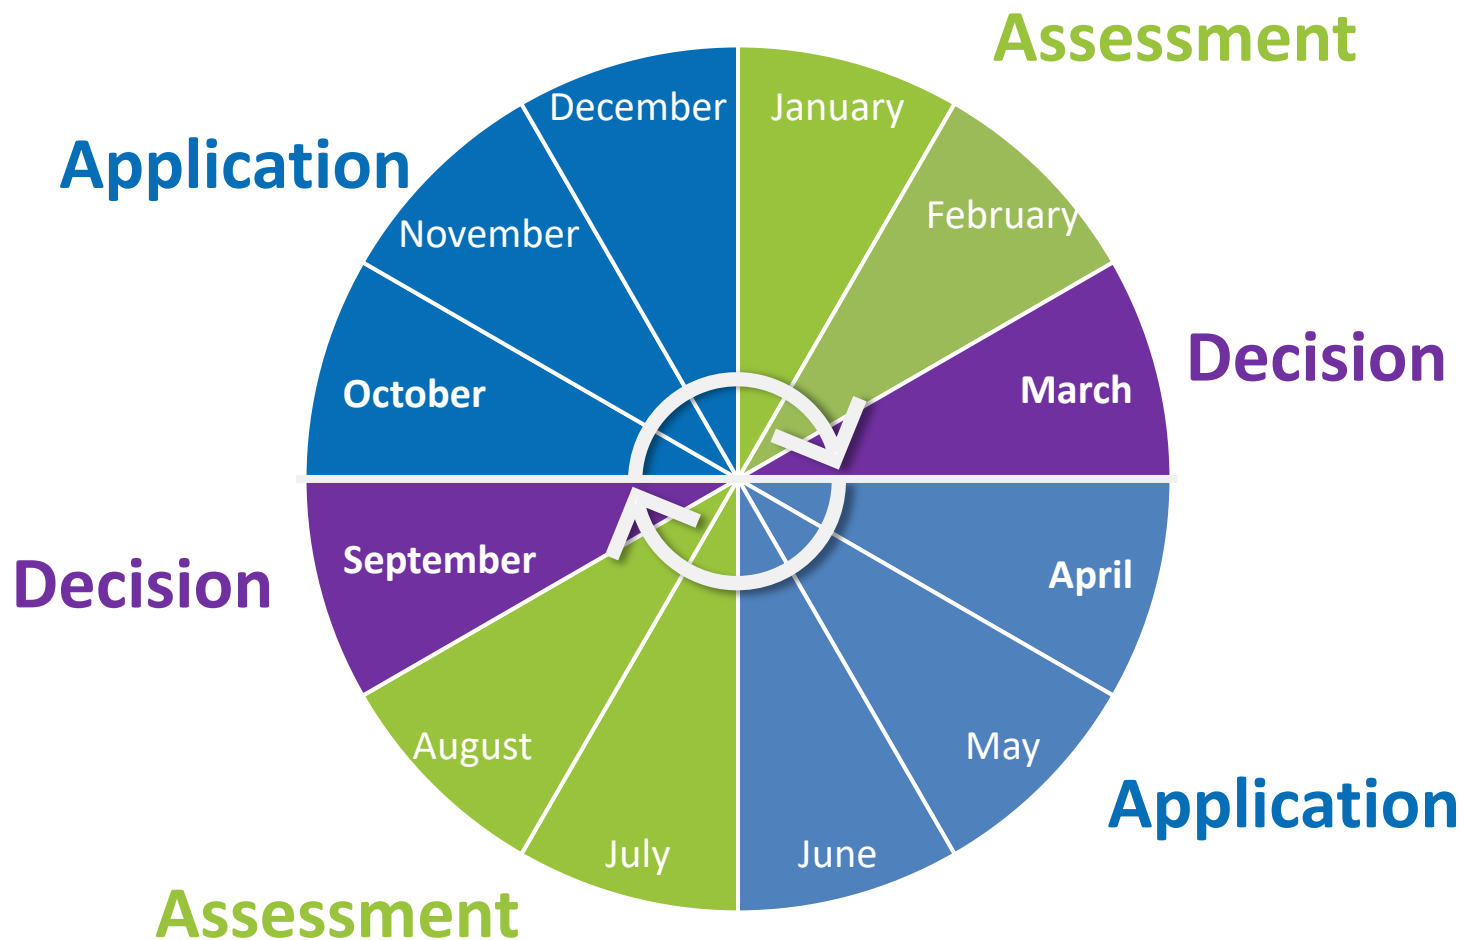 Assessment
December
January
Application
February
November
Decision
March
October
September
April
Decision
August
May
Application
July
June
Assessment